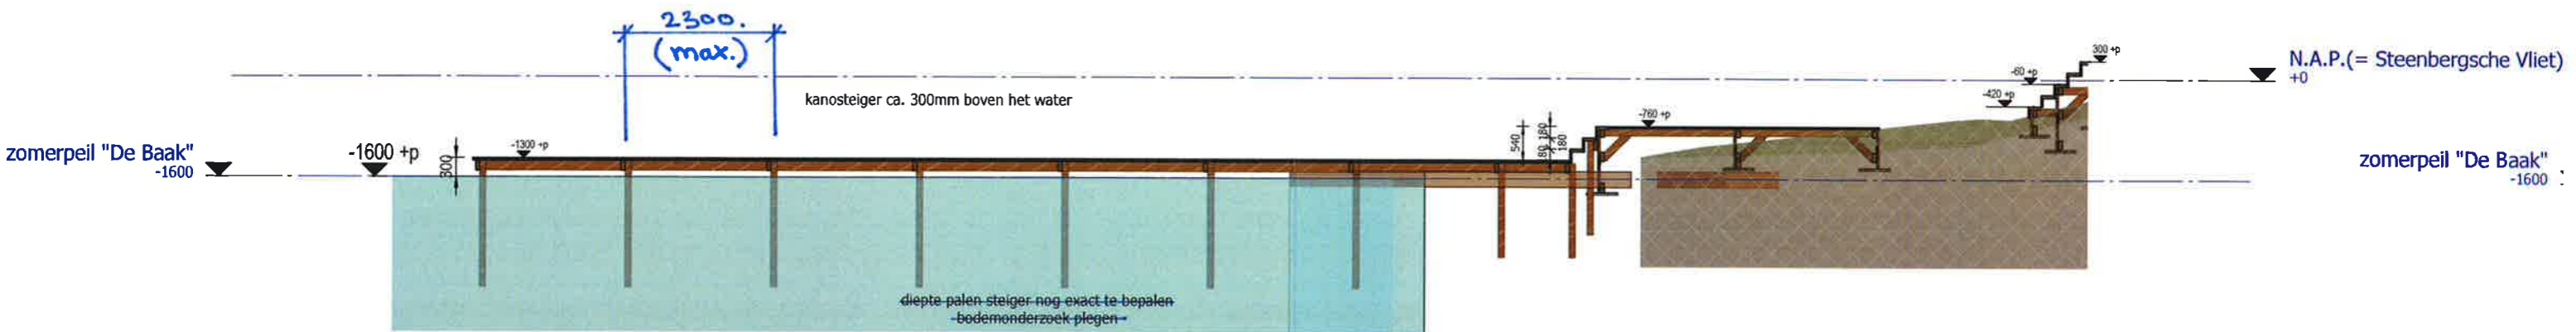 2300.
(max.)
300 +p
N.A.P.(= Steenbergsche Vliet)
+0
-60 +p
-420 +p
kanosteiger ca. 300mm boven het water
-760 +p
zomerpeil "De Baak"
-1600
-1600 +p
300
-1300 +p
540
180
180
180
zomerpeil "De Baak"
-1600
diepte palen steiger nog exact te bepalen
-bodemonderzoek plegen-